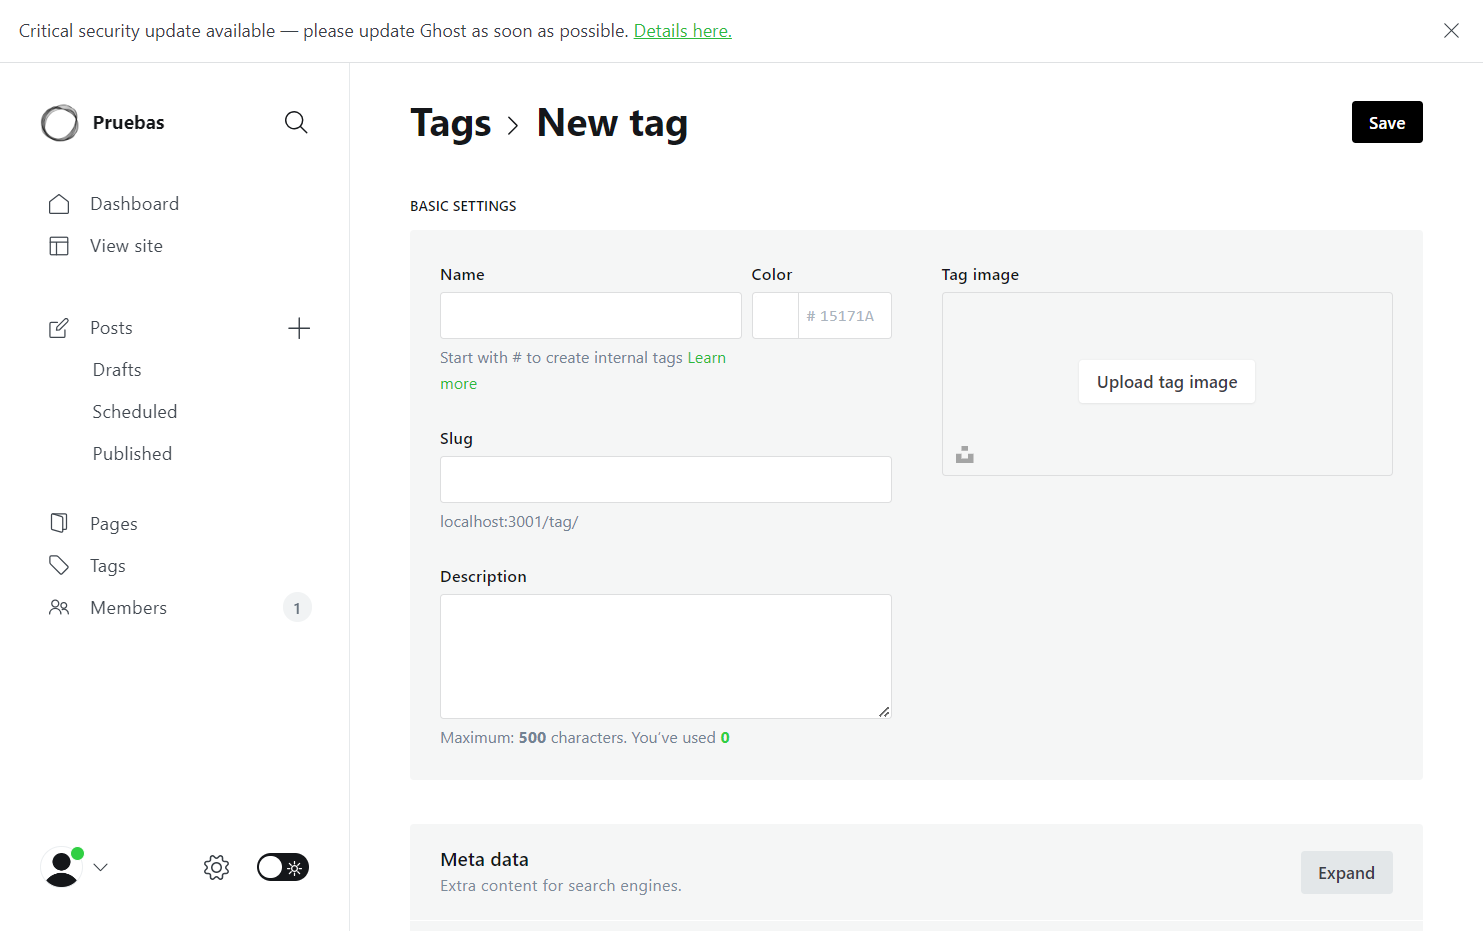 Critical security update available — please update Ghost as soon as possible. Details here.
Pruebas
Dashboard
View site
Posts
Drafts
Scheduled
Published
Pages
Tags
Members
1
Tags > New tag
Save
BASIC SETTINGS
Name
Color
# 15171A
Start with # to create internal tags Learn
more
Slug
localhost:3001/tag/
Description
Maximum: 500 characters. You’ve used 0
Tag image
Upload tag image
Meta data
Extra content for search engines.
Expand